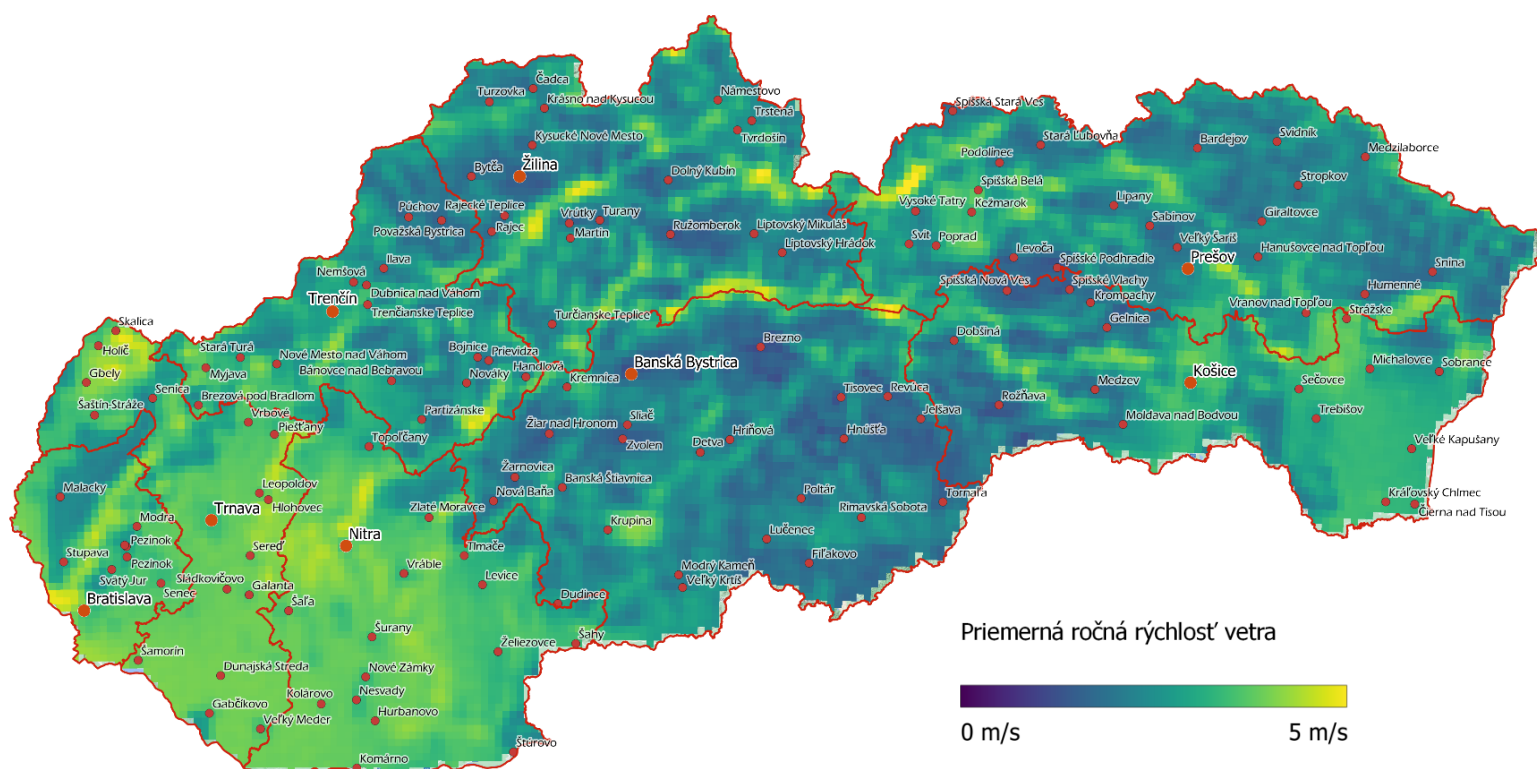 Čadca
Turzovka
Krásno nad Kysucou
Námestovo
Trstená
Tvrdošín
Spišská Stará Ves
Kysucké Nové Mesto
Stará Ľubovňa
Bardejov
Svidník
Medzilaborce
Podolínec
Bytča
Žilina
Dolný Kubín
Spišská Belá
Stropkov
Vysoké Tatry
Kežmarok
Lipany
Púchov
Rajecké Teplice
Vrútky
Turany
Sabinov
Giraltovce
Považská Bystrica
Rajec
Martin
Ružomberok
Liptovský Mikuláš
Svit
Poprad
Liptovský Hrádok
Levoča
Veľký Šariš
Hanušovce nad Topľou
Ilava
Spišské Podhradie
Prešov
Snina
Nemšová
Dubnica nad Váhom
Spišská Nová Ves
Spišské Vlachy
Humenné
Trenčín
Trenčianske Teplice
Krompachy
Vranov nad Topľou
Strážske
Skalica
Turčianske Teplice
Gelnica
Holíč
Stará Turá
Nové Mesto nad Váhom
Bojnice
Prievidza
Brezno
Dobšiná
Michalovce
Sobrance
Gbely
Myjava
Bánovce nad Bebravou
Nováky
Handlová
Kremnica
Banská Bystrica
Košice
Senica
Tisovec
Revúca
Medzev
Sečovce
Šaštín-Stráže
Brezová pod Bradlom
Partizánske
Rožňava
Vrbové
Sliač
Jelšava
Moldava nad Bodvou
Trebišov
Piešťany
Topoľčany
Žiar nad Hronom
Zvolen
Detva
Hriňová
Hnúšťa
Veľké Kapušany
Malacky
Leopoldov
Hlohovec
Žarnovica
Banská Štiavnica
Nová Baňa
Poltár
Tornaľa
Kráľovský Chlmec
Čierna nad Tisou
Modra
Trnava
Zlaté Moravce
Rimavská Sobota
Nitra
Krupina
Lučenec
Pezinok
Pezinok
Stupava
Sereď
Tlmače
Fiľakovo
Svätý Jur
Senec
Sládkovičovo
Galanta
Vráble
Levice
Modrý Kameň
Veľký Krtíš
Bratislava
Šaľa
Dudince
Šurany
Šahy
Želiezovce
Šamorín
Dunajská Streda
Nové Zámky
Gabčíkovo
Kolárovo
Nesvady
Veľký Meder
Hurbanovo
Štúrovo
Komárno
Priemerná ročná rýchlosť vetra
0 m/s
5 m/s